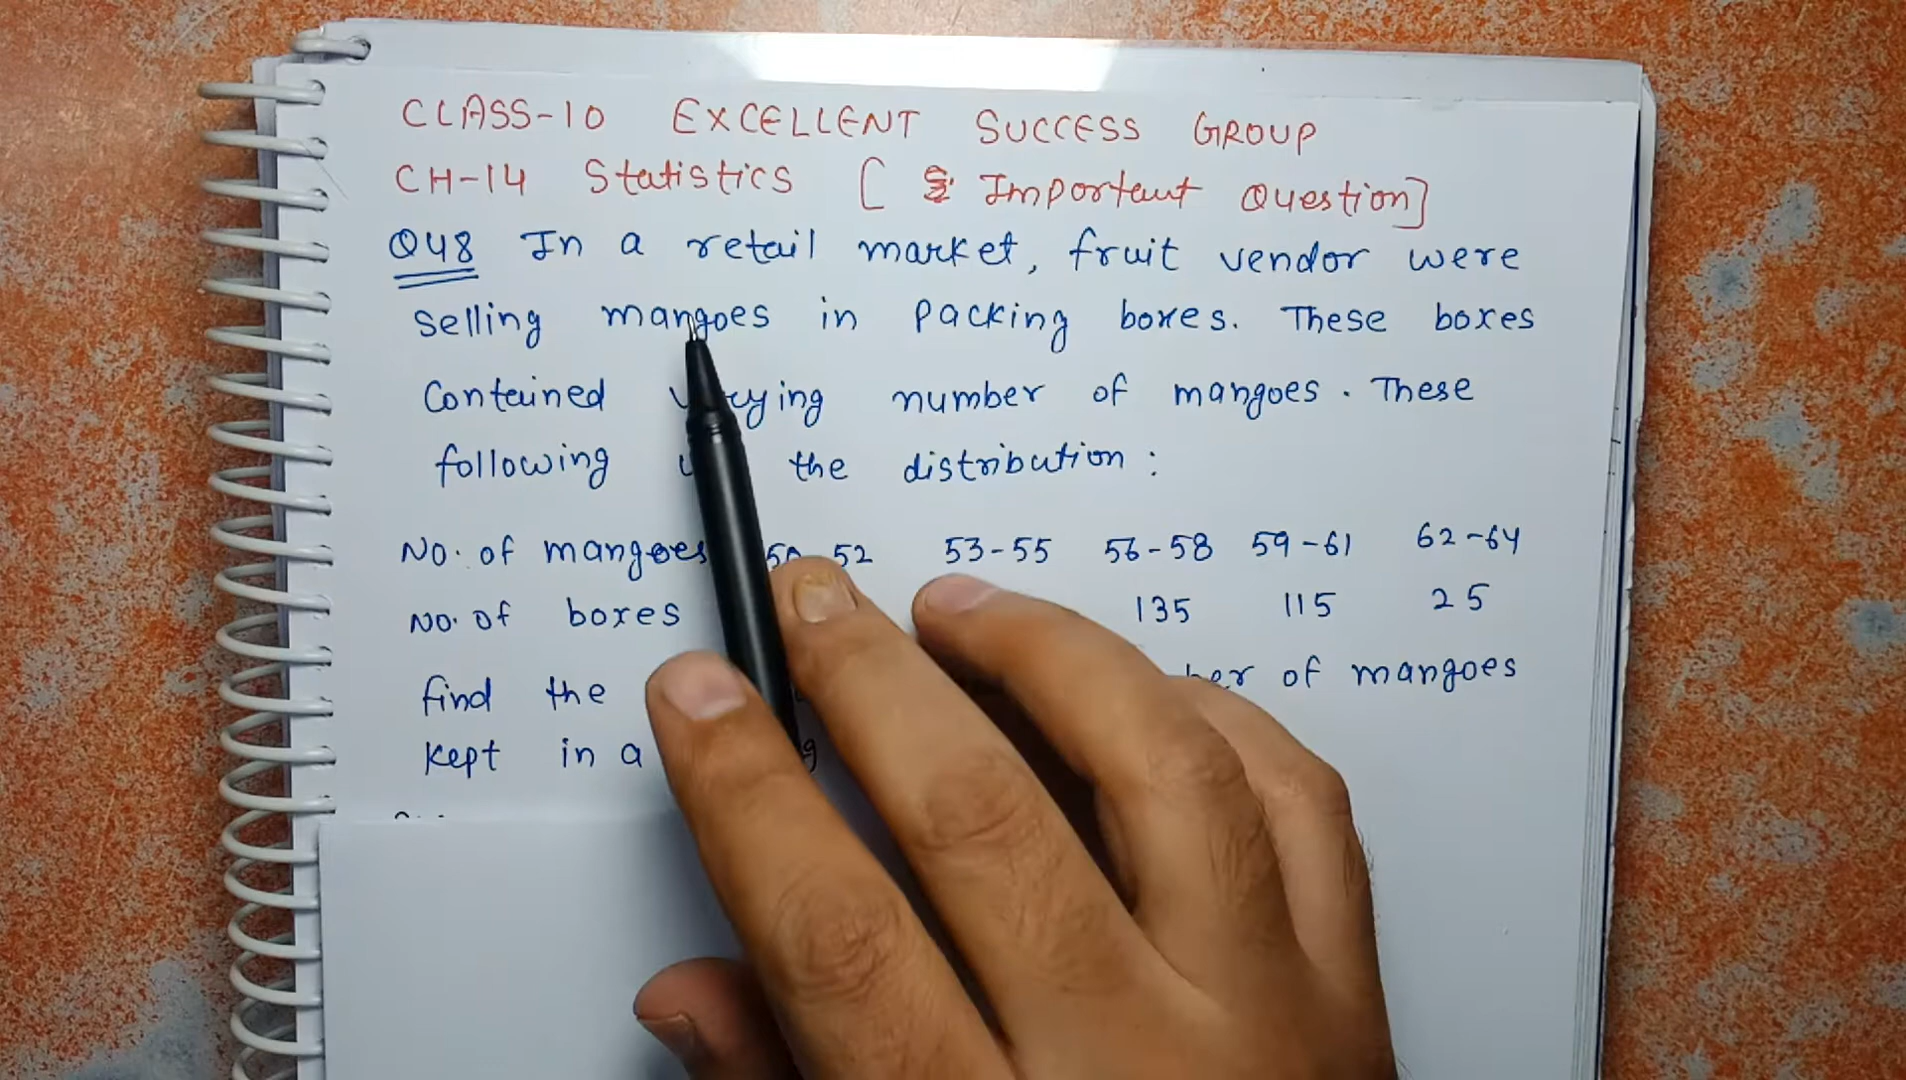 CLASS-10 EXCELLENT SUCCESS GROUP
CH-14 Statistics [ Important Question]
Q48 In a retail market, fruit vendor were
selling mangoes in packing boxes. These boxes
contained varying number of mangoes. These
following the distribution:
No. of mangoes 50-52 53-55 56-58 59-61 62-64
No. of boxes 135 115 25
find the of mangoes
kept in a